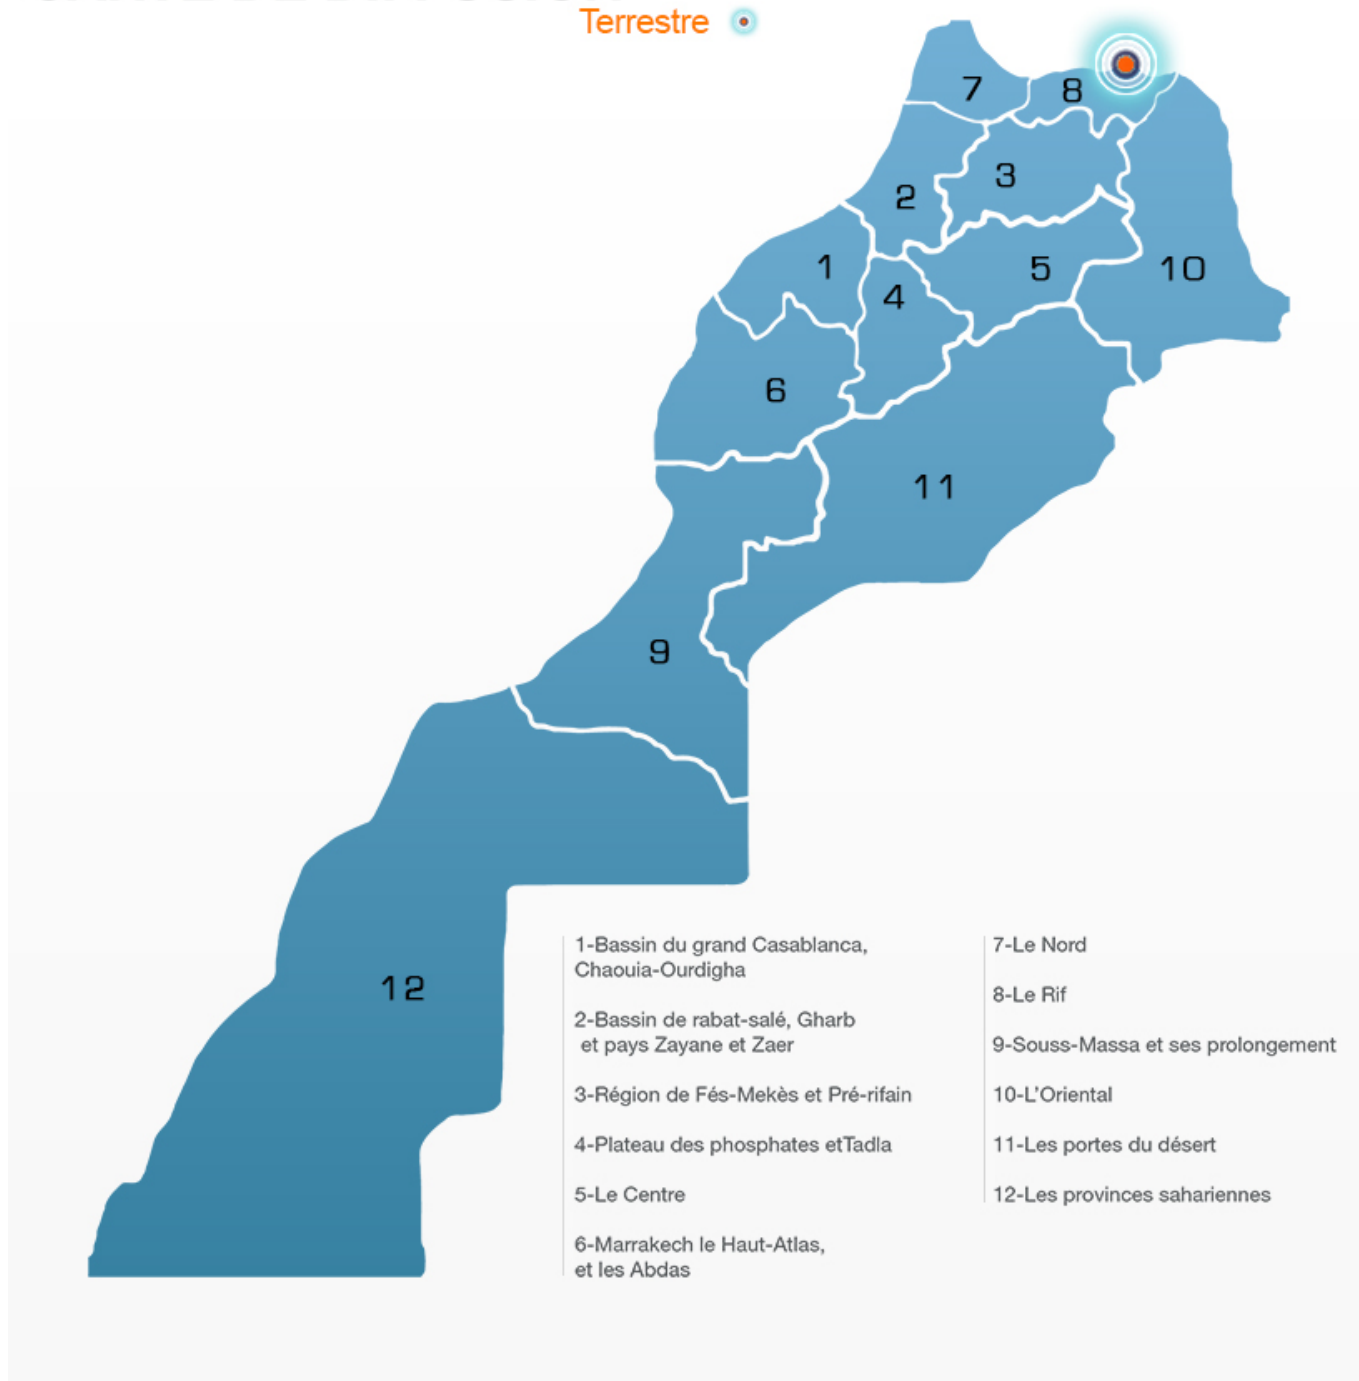 Terrestre
7
8
3
2
1
5
10
4
6
11
9
12
1-Bassin du grand Casablanca,
Chaouia-Ourdigha
2-Bassin de rabat-salé, Gharb
et pays Zayane et Zaer
3-Région de Fés-Mekès et Pré-rifain
4-Plateau des phosphates etTadla
5-Le Centre
6-Marrakech le Haut-Atlas,
et les Abdas
7-Le Nord
8-Le Rif
9-Souss-Massa et ses prolongement
10-L'Oriental
11-Les portes du désert
12-Les provinces sahariennes